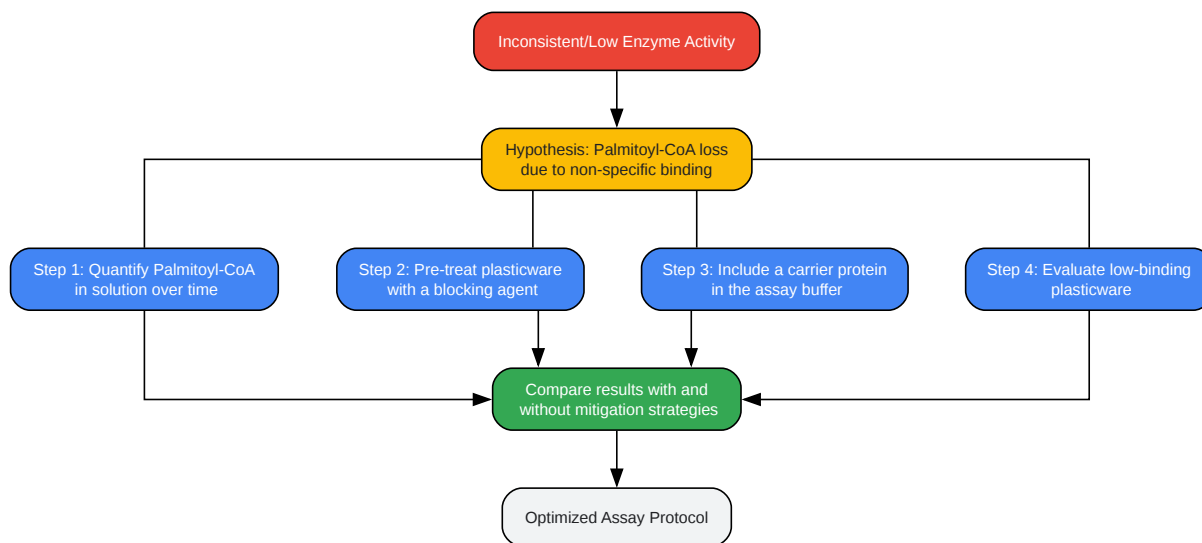 Inconsistent/Low Enzyme Activity
Hypothesis: Palmitoyl-CoA loss
due to non-specific binding
Step 1: Quantify Palmitoyl-CoA
in solution over time
Step 2: Pre-treat plasticware
with a blocking agent
Step 3: Include a carrier protein
in the assay buffer
Step 4: Evaluate low-binding
plasticware
Compare results with and
without mitigation strategies
Optimized Assay Protocol